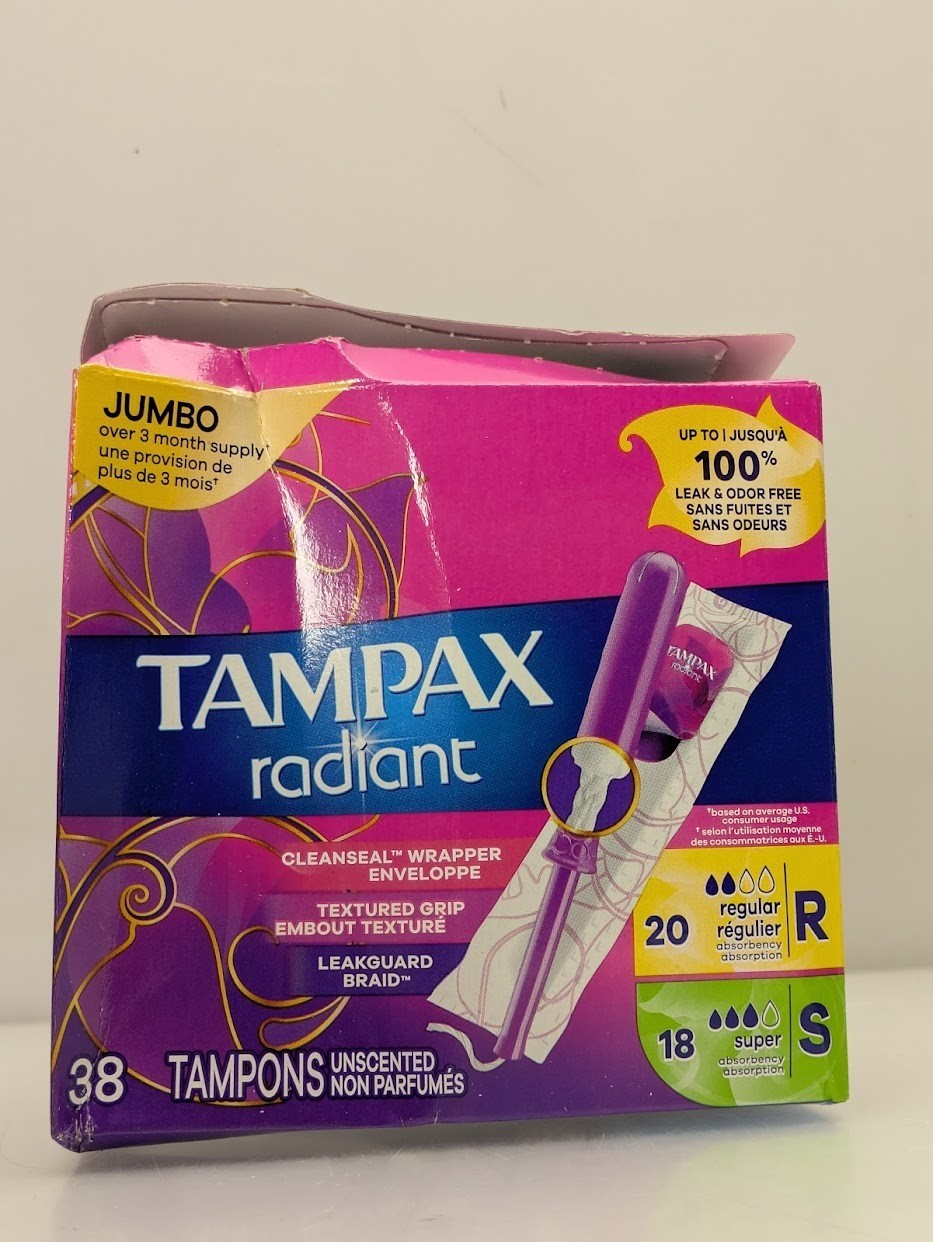 JUMBO
over 3 month supply
une provision de
plus de 3 mois†
UP TO | JUSQU'À
100%
LEAK & ODOR FREE
SANS FUITES ET
SANS ODEURS
TAMPAX
radiant
TAMPAX
radiant
†based on average U.S.
consumer usage
† selon l'utilisation moyenne
des consommatrices aux É.-U.
CLEANSEAL™ WRAPPER
ENVELOPPE
TEXTURED GRIP
EMBOUT TEXTURÉ
LEAKGUARD
BRAID™
20
regular
régulier
absorbency
absorption
R
18
super
absorbency
absorption
S
38 TAMPONS UNSCENTED
NON PARFUMÉS